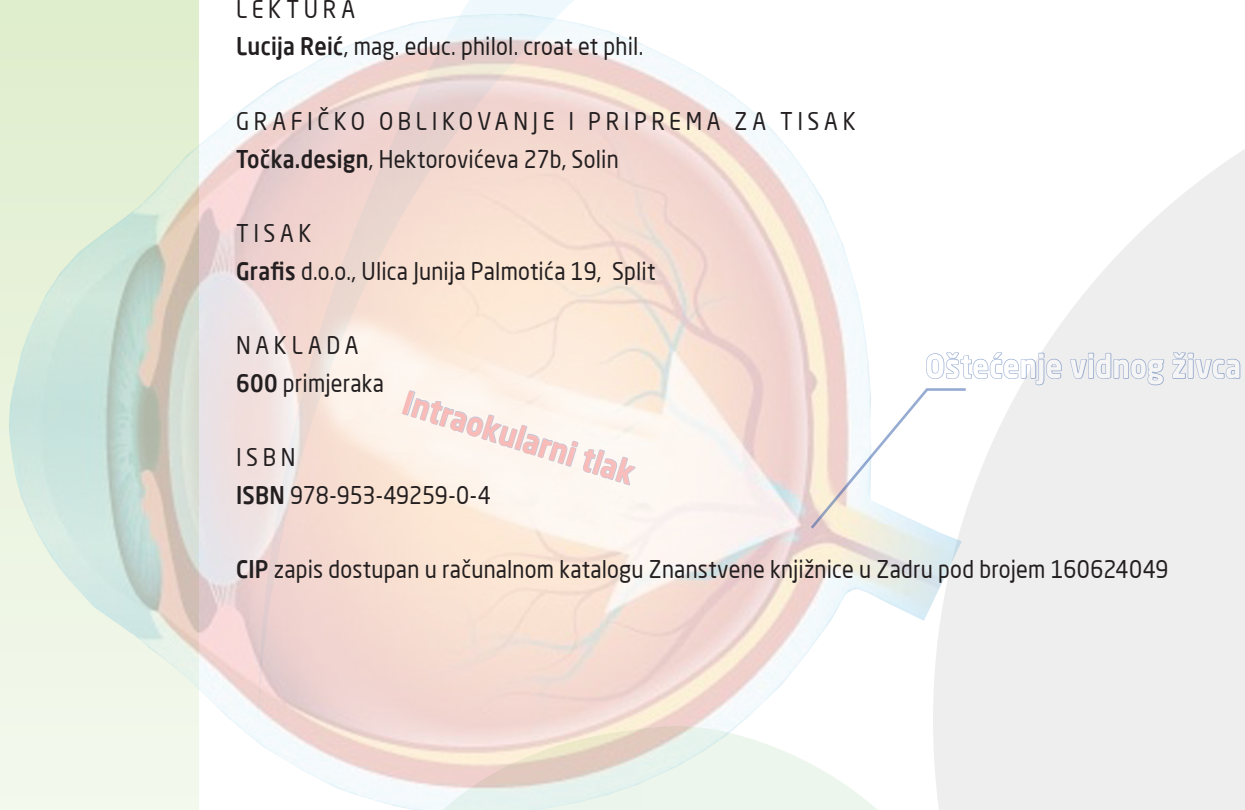 LEKTURA
Lucija Reić, mag. educ. philol. croat et phil.
GRAFIČKO OBLIKOVANJE I PRIPREMA ZA TISAK
Točka.design, Hektorovićeva 27b, Solin
TISAK
Grafis d.o.o., Ulica Junija Palmotića 19, Split
NAKLADA
600 primjeraka
Oštećenje vidnog živca
Intraokularni tlak
ISBN
ISBN 978-953-49259-0-4
CIP zapis dostupan u računalnom katalogu Znanstvene knjižnice u Zadru pod brojem 160624049